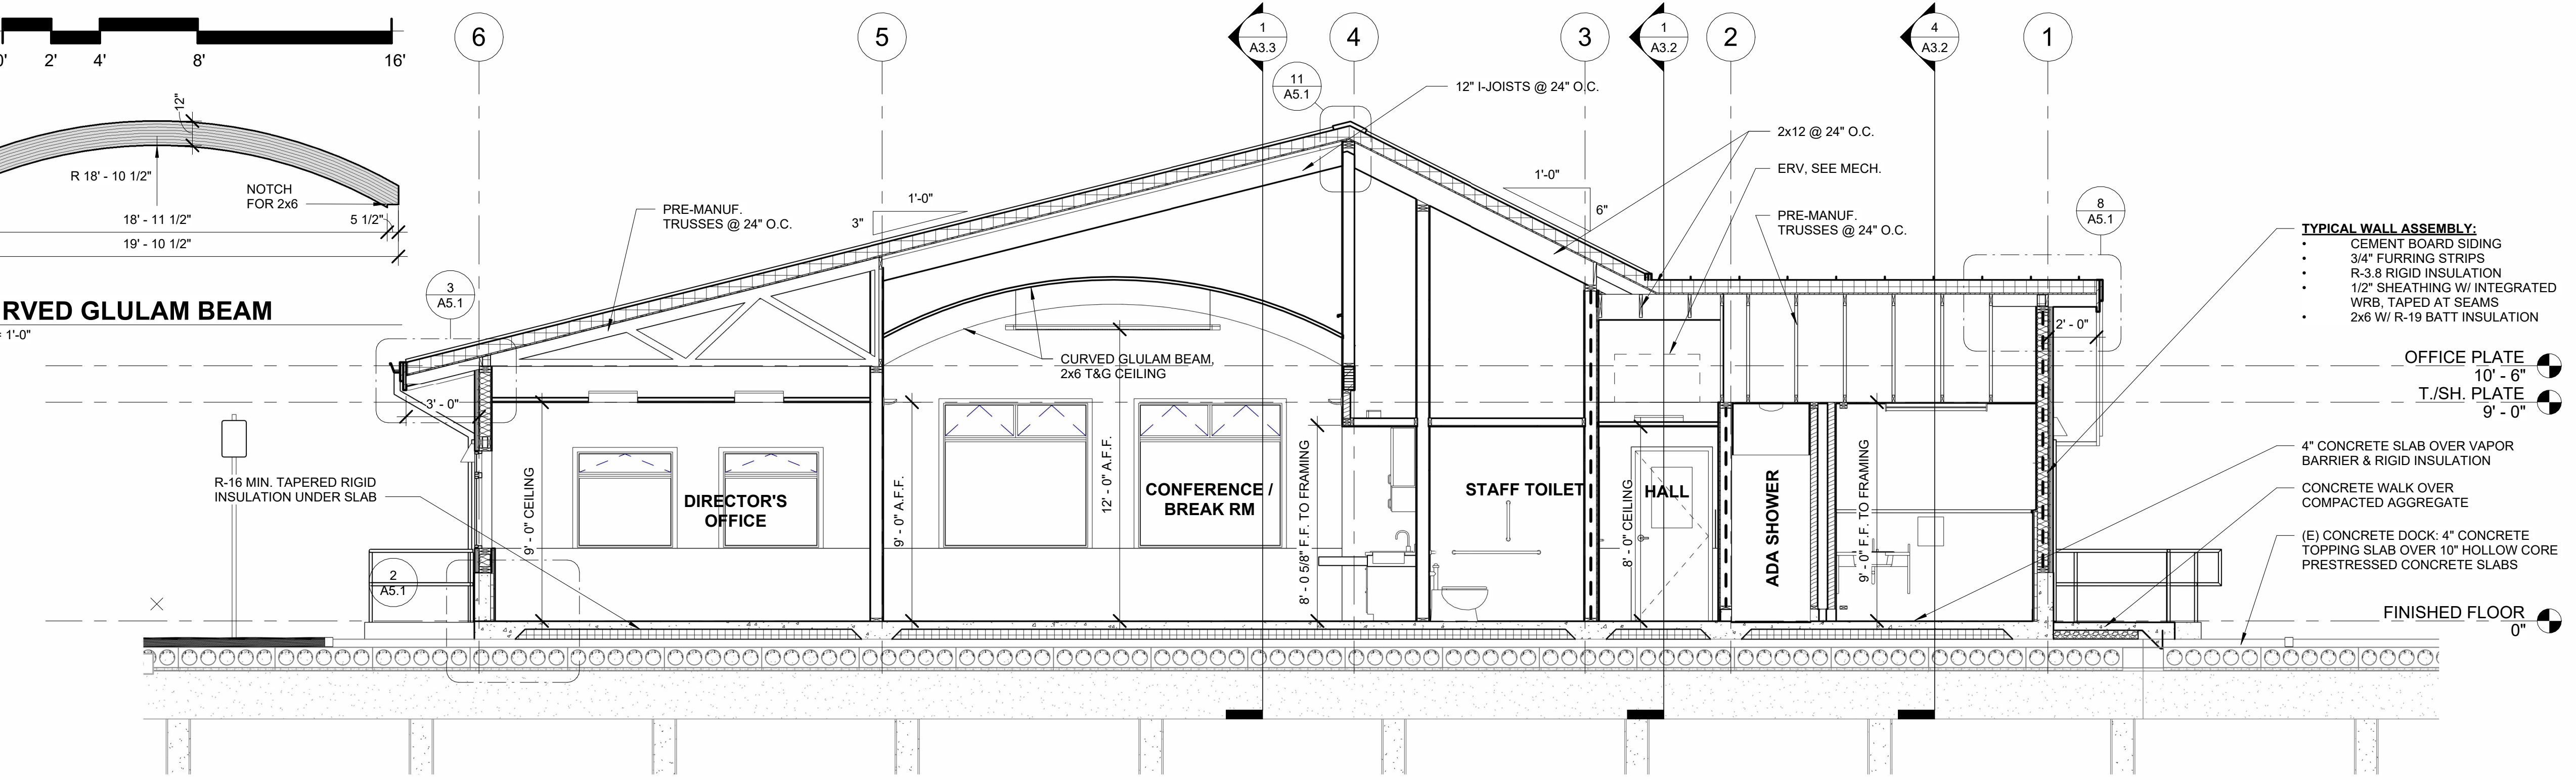 0'
2'
4'
8'
16'
12"
R 18' - 10 1/2"
NOTCH
FOR 2x6
18' - 11 1/2"
5 1/2"
19' - 10 1/2"
RVED GLULAM BEAM
= 1'-0"
6
5
1
A3.3
4
3
1
A3.2
2
4
A3.2
1
11
A5.1
12" I-JOISTS @ 24" O.C.
2x12 @ 24" O.C.
ERV, SEE MECH.
1'-0"
6"
PRE-MANUF.
TRUSSES @ 24" O.C.
1'-0"
3"
PRE-MANUF.
TRUSSES @ 24" O.C.
8
A5.1
3
A5.1
TYPICAL WALL ASSEMBLY:
• CEMENT BOARD SIDING
• 3/4" FURRING STRIPS
• R-3.8 RIGID INSULATION
• 1/2" SHEATHING W/ INTEGRATED
WRB, TAPED AT SEAMS
• 2x6 W/ R-19 BATT INSULATION
2' - 0"
CURVED GLULAM BEAM,
2x6 T&G CEILING
OFFICE PLATE
10' - 6"
T./SH. PLATE
9' - 0"
3' - 0"
R-16 MIN. TAPERED RIGID
INSULATION UNDER SLAB
9' - 0" CEILING
DIRECTOR'S
OFFICE
9' - 0" A.F.F.
12' - 0" A.F.F.
CONFERENCE /
BREAK RM
8' - 0 5/8" F.F. TO FRAMING
STAFF TOILET
8' - 0" CEILING
HALL
ADA SHOWER
9' - 0" F.F. TO FRAMING
4" CONCRETE SLAB OVER VAPOR
BARRIER & RIGID INSULATION
CONCRETE WALK OVER
COMPACTED AGGREGATE
(E) CONCRETE DOCK: 4" CONCRETE
TOPPING SLAB OVER 10" HOLLOW CORE
PRESTRESSED CONCRETE SLABS
2
A5.1
FINISHED FLOOR
0"